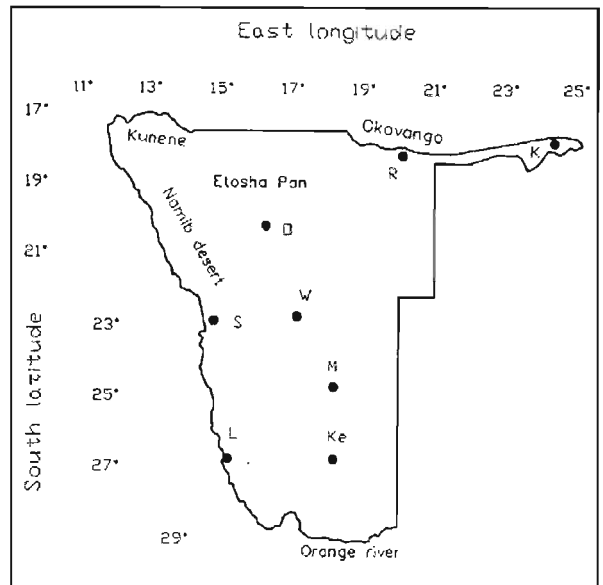 East longitude
11° 13° 15° 17° 19° 21° 23° 25°
17°
Okovango
Kunene
K
R
19°
Etosha Pan
Namib desert
O
21°
W
23°
S
South latitude
M
25°
L
Ke
27°
29°
Orange river